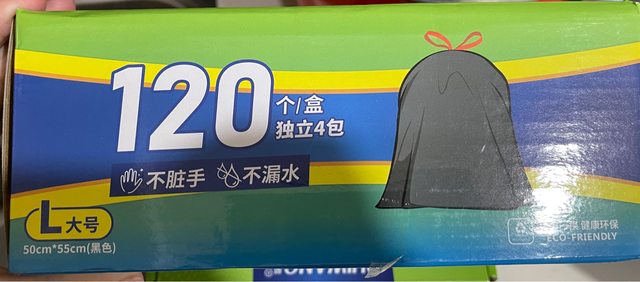 120
个/盒
独立4包
不脏手
不漏水
L 大号
50cm*55cm(黑色)
健康环保
ECO-FRIENDLY